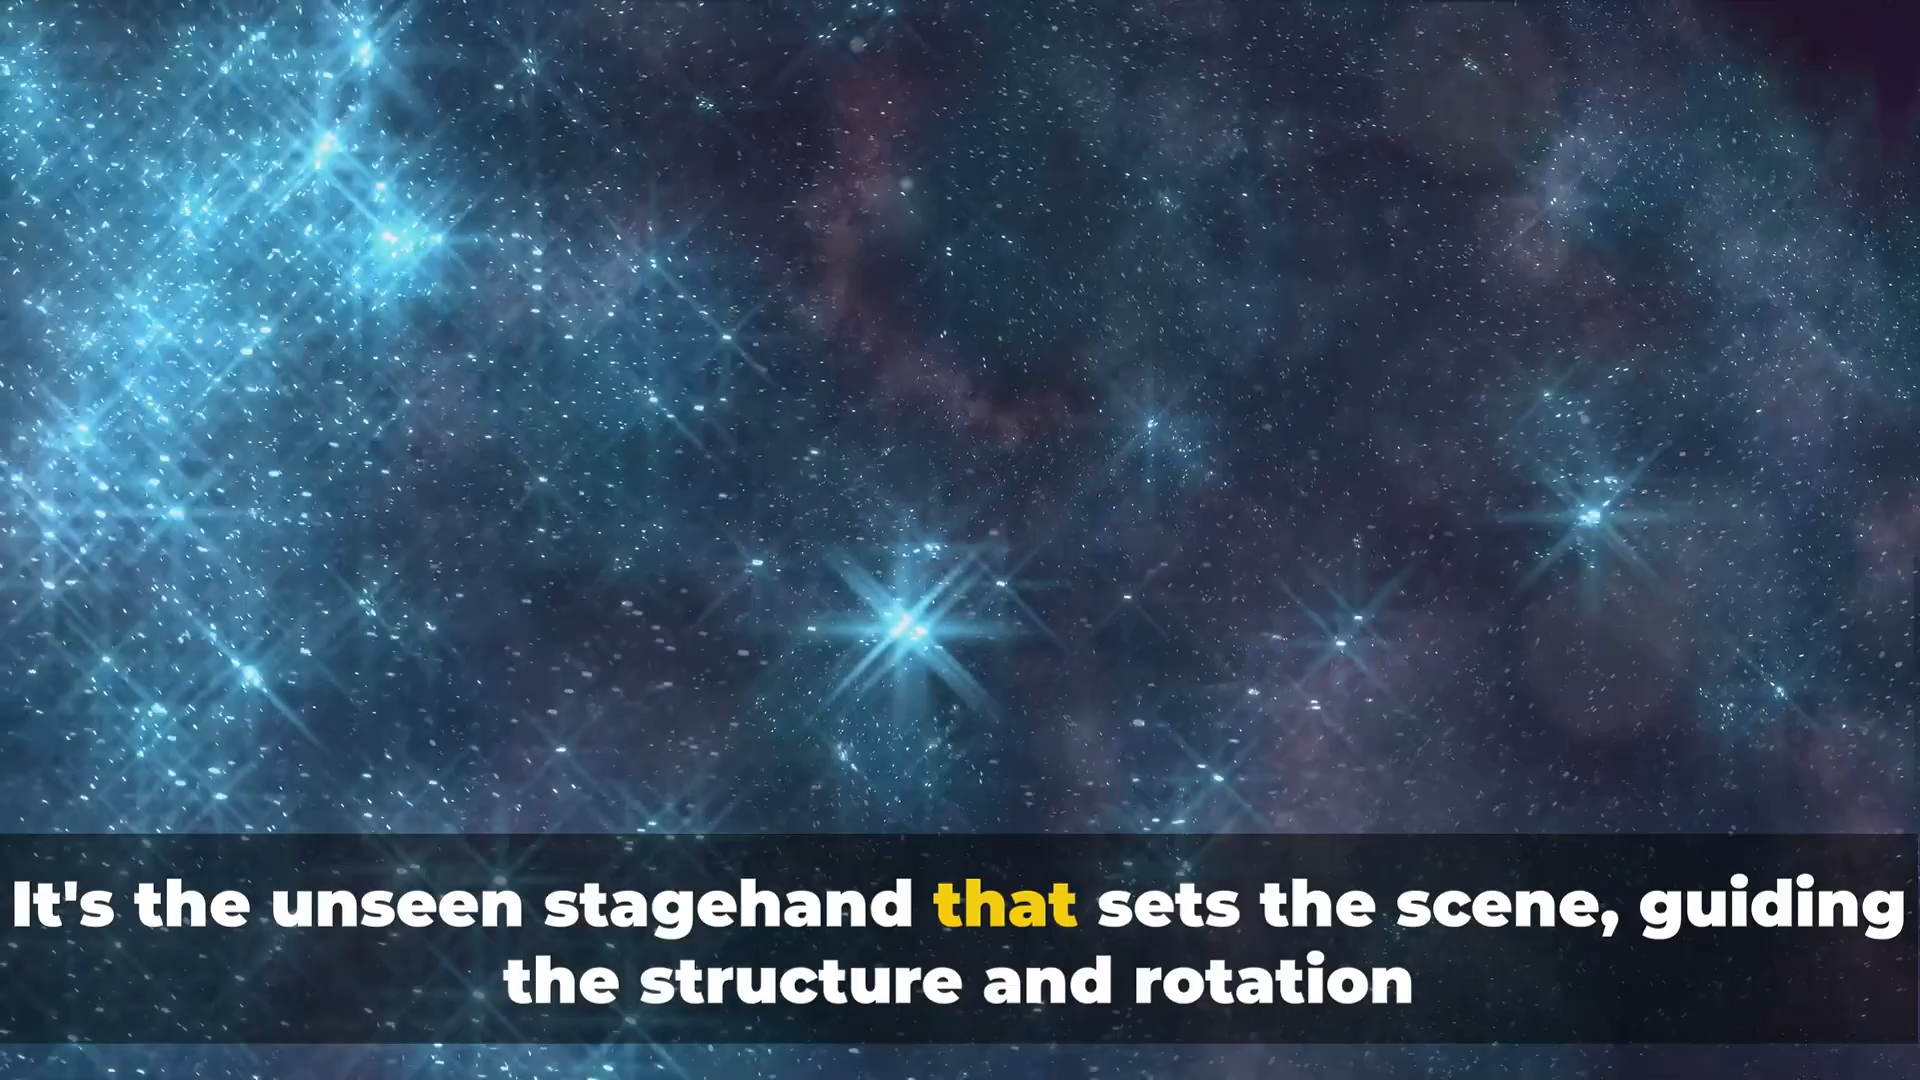 It's the unseen stagehand that sets the scene, guiding
the structure and rotation